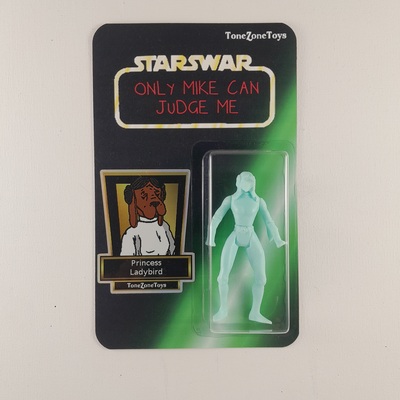 ToneZoneToys
STARSWAR
ONLY MIKE CAN
JUDGE ME
Princess
Ladybird
ToneZoneToys